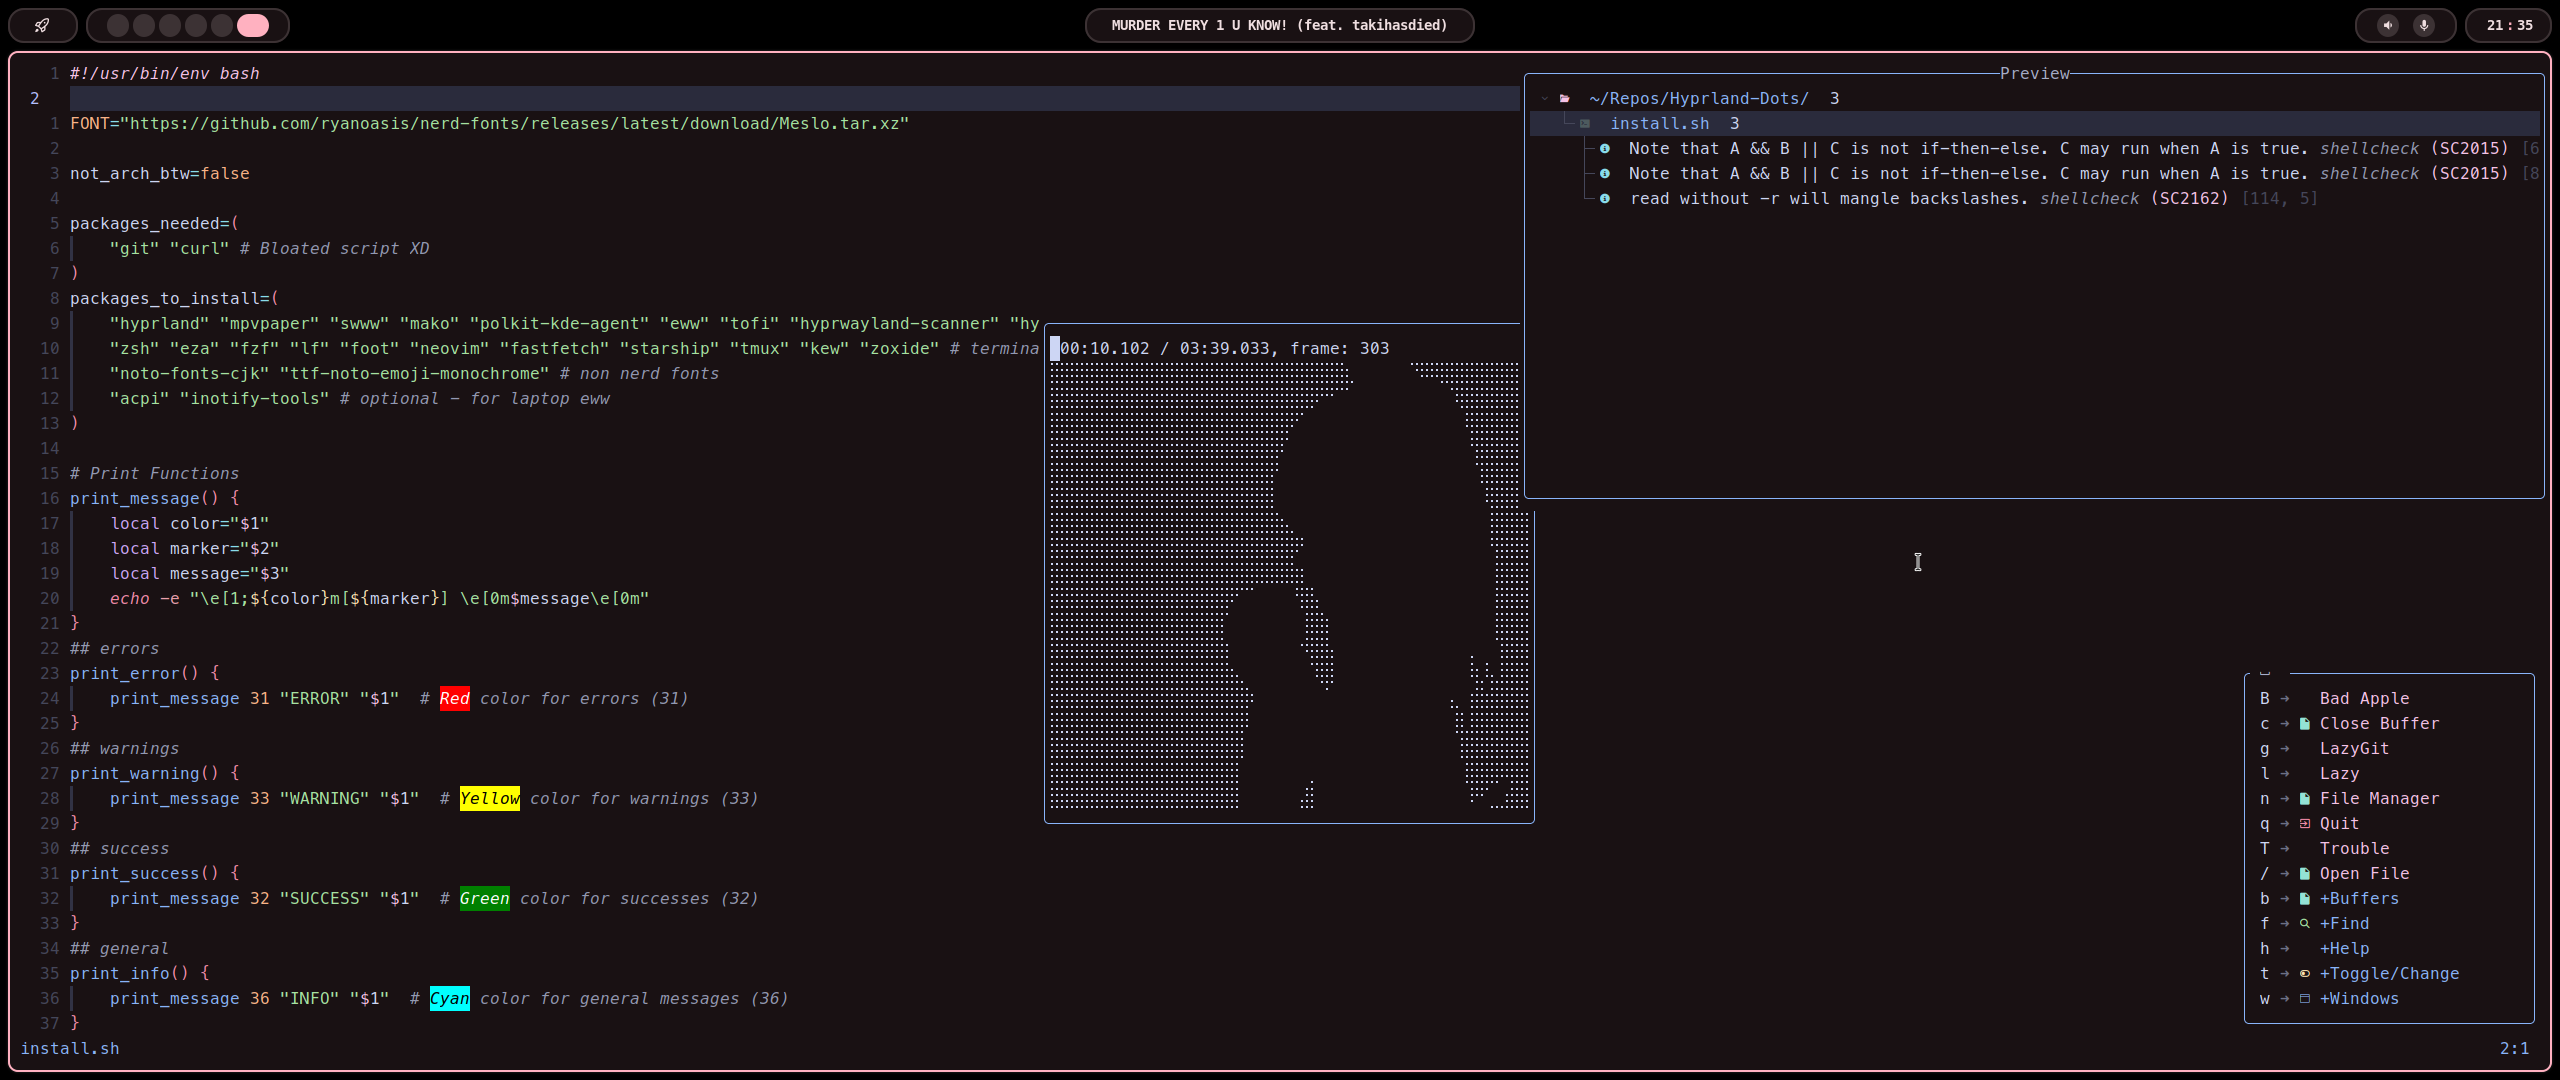 MURDER EVERY 1 U KNOW! (feat. takihasdied)
21:35
1 #!/usr/bin/env bash
2
1 FONT="https://github.com/ryanoasis/nerd-fonts/releases/latest/download/Meslo.tar.xz"
2
3 not_arch_btw=false
4
5 packages_needed=(
6 "git" "curl" # Bloated script XD
7 )
8 packages_to_install=(
9 "hyprland" "mpvpaper" "swww" "mako" "polkit-kde-agent" "eww" "tofi" "hyprwayland-scanner" "hy
10 "zsh" "eza" "fzf" "lf" "foot" "neovim" "fastfetch" "starship" "tmux" "kew" "zoxide" # termina
11 "noto-fonts-cjk" "ttf-noto-emoji-monochrome" # non nerd fonts
12 "acpi" "inotify-tools" # optional - for laptop eww
13 )
14
15 # Print Functions
16 print_message() {
17 local color="$1"
18 local marker="$2"
19 local message="$3"
20 echo -e "\e[1;${color}m[${marker}] \e[0m$message\e[0m"
21 }
22 ## errors
23 print_error() {
24 print_message 31 "ERROR" "$1" # Red color for errors (31)
25 }
26 ## warnings
27 print_warning() {
28 print_message 33 "WARNING" "$1" # Yellow color for warnings (33)
29 }
30 ## success
31 print_success() {
32 print_message 32 "SUCCESS" "$1" # Green color for successes (32)
33 }
34 ## general
35 print_info() {
36 print_message 36 "INFO" "$1" # Cyan color for general messages (36)
37 }
install.sh
2:1
Preview
~/Repos/Hyprland-Dots/ 3
install.sh 3
Note that A && B || C is not if-then-else. C may run when A is true. shellcheck (SC2015) [6
Note that A && B || C is not if-then-else. C may run when A is true. shellcheck (SC2015) [8
read without -r will mangle backslashes. shellcheck (SC2162) [114, 5]
00:10.102 / 03:39.033, frame: 303
B ➜ Bad Apple
c ➜ Close Buffer
g ➜ LazyGit
l ➜ Lazy
n ➜ File Manager
q ➜ Quit
T ➜ Trouble
/ ➜ Open File
b ➜ +Buffers
f ➜ +Find
h ➜ +Help
t ➜ +Toggle/Change
w ➜ +Windows